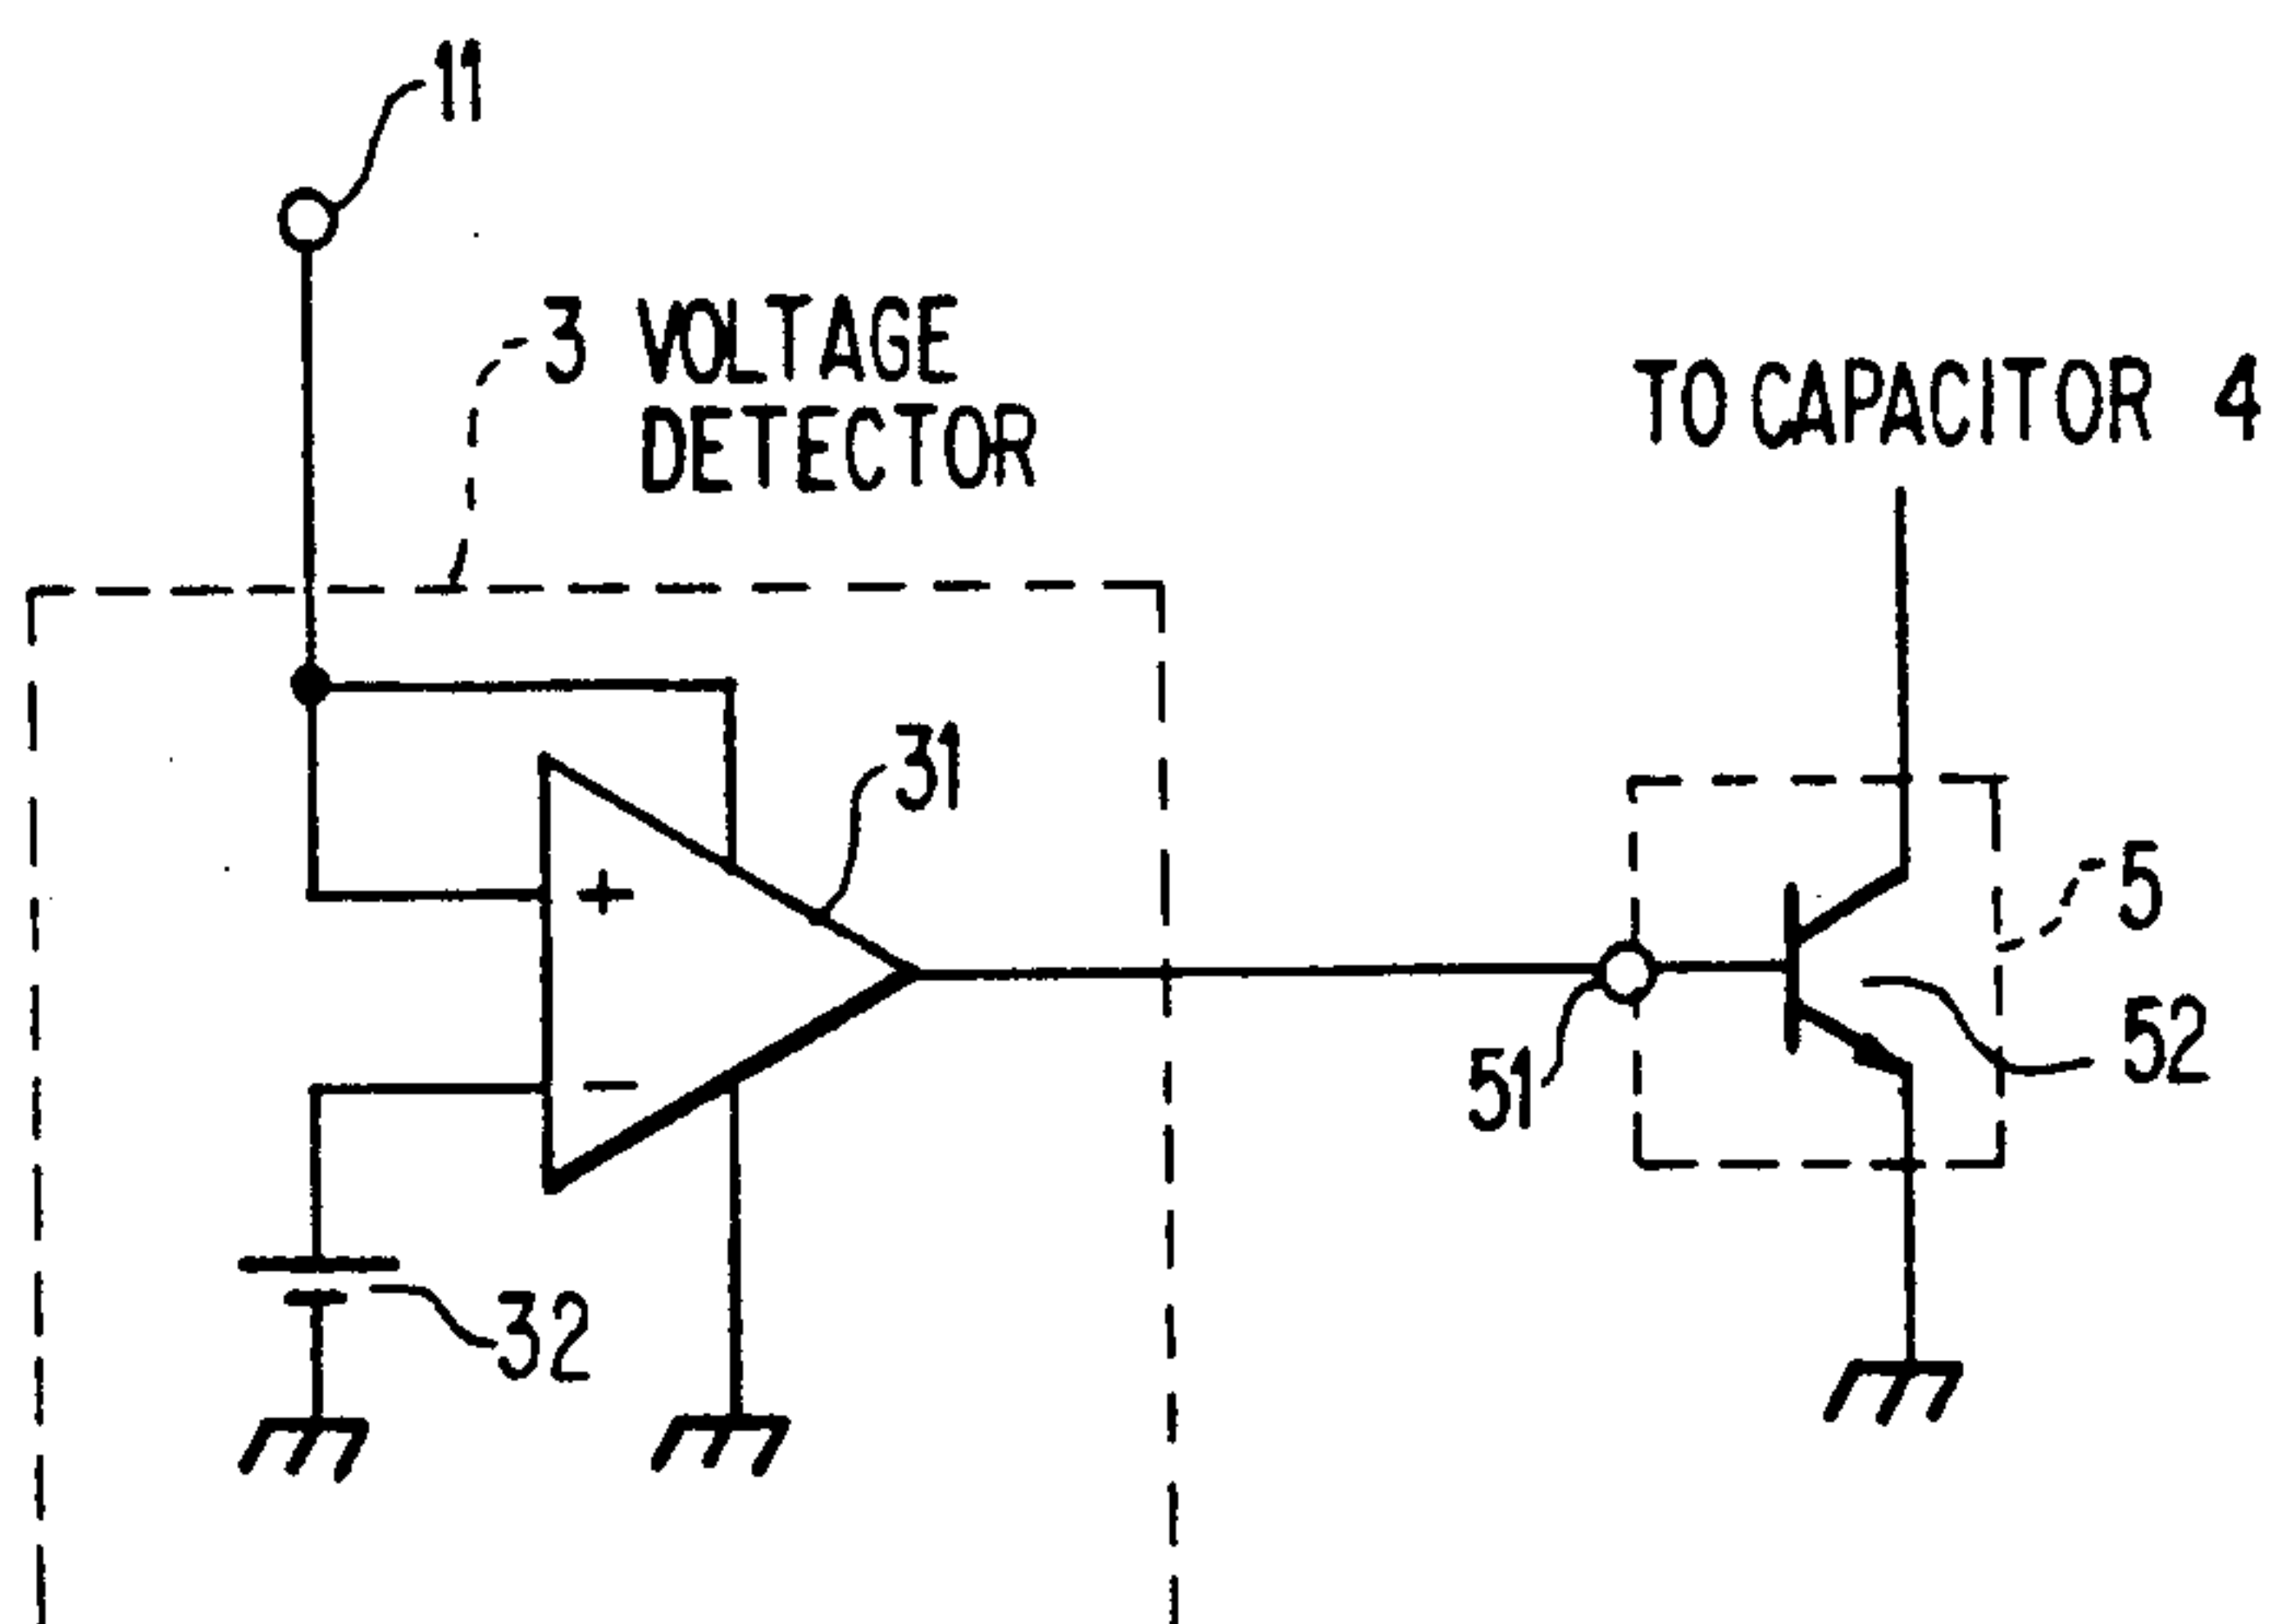 11
3 VOLTAGE
DETECTOR
TO CAPACITOR 4
31
+
5
52
51
−
32